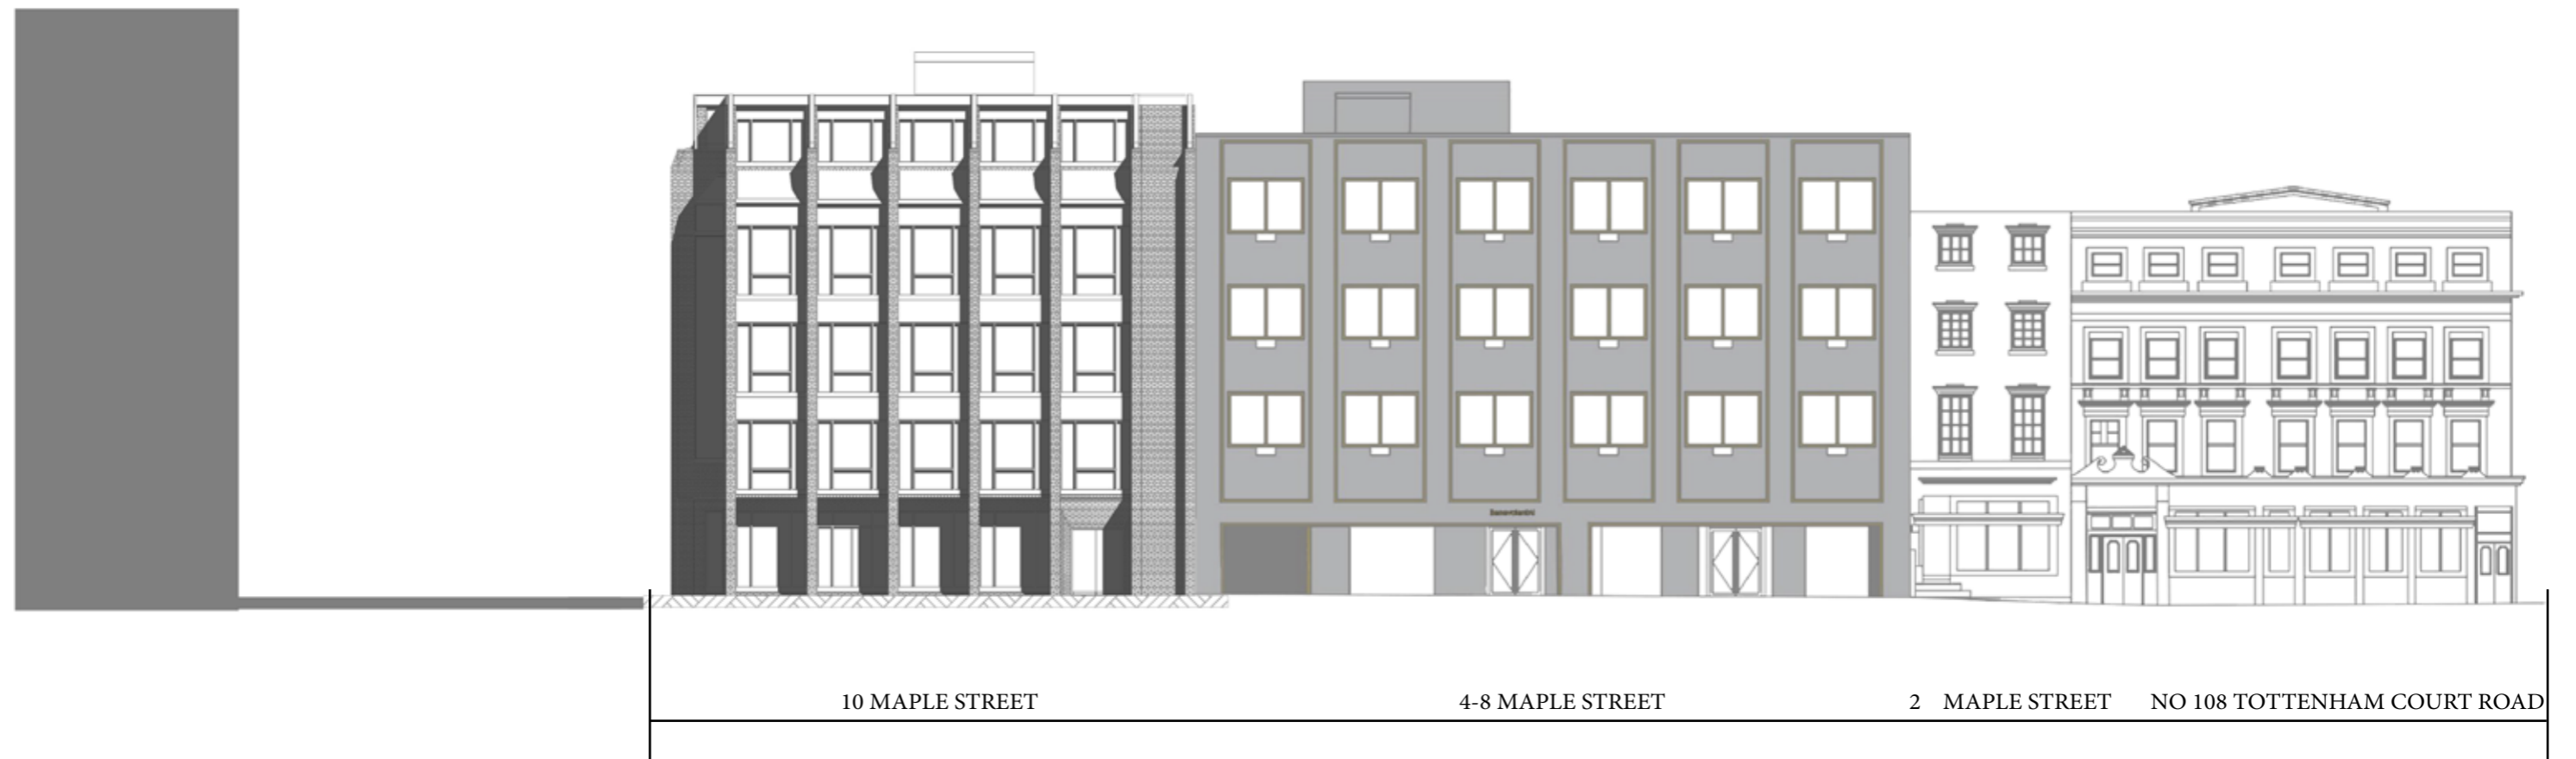 10 MAPLE STREET
4-8 MAPLE STREET
2 MAPLE STREET
NO 108 TOTTENHAM COURT ROAD